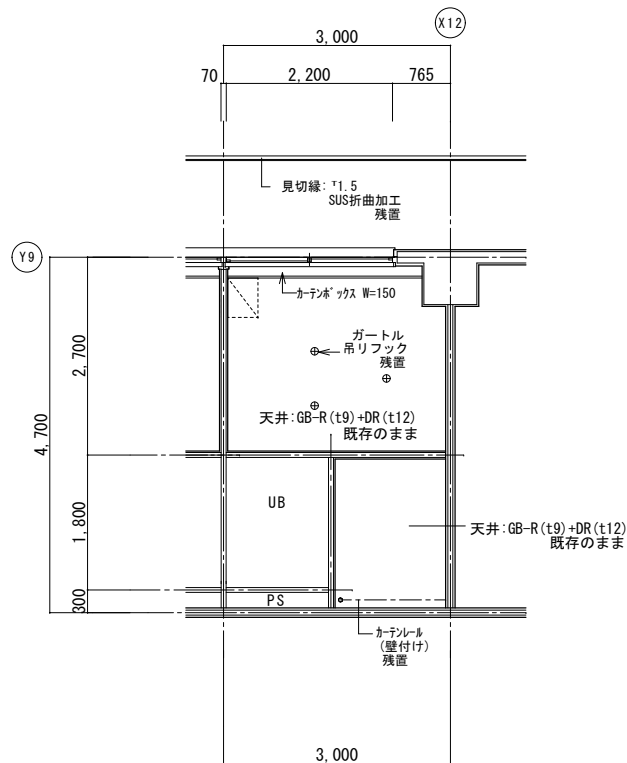 X12
3,000
70
2,200
765
見切縁: ᵀ1.5
SUS折曲加工
残置
Y9
カーテンボックス W=150
ガートル
吊リフック
残置
2,700
天井:GB-R(t9)+DR(t12)
既存のまま
4,700
UB
1,800
天井:GB-R(t9)+DR(t12)
既存のまま
300
PS
カーテンレール
(壁付け)
残置
3,000